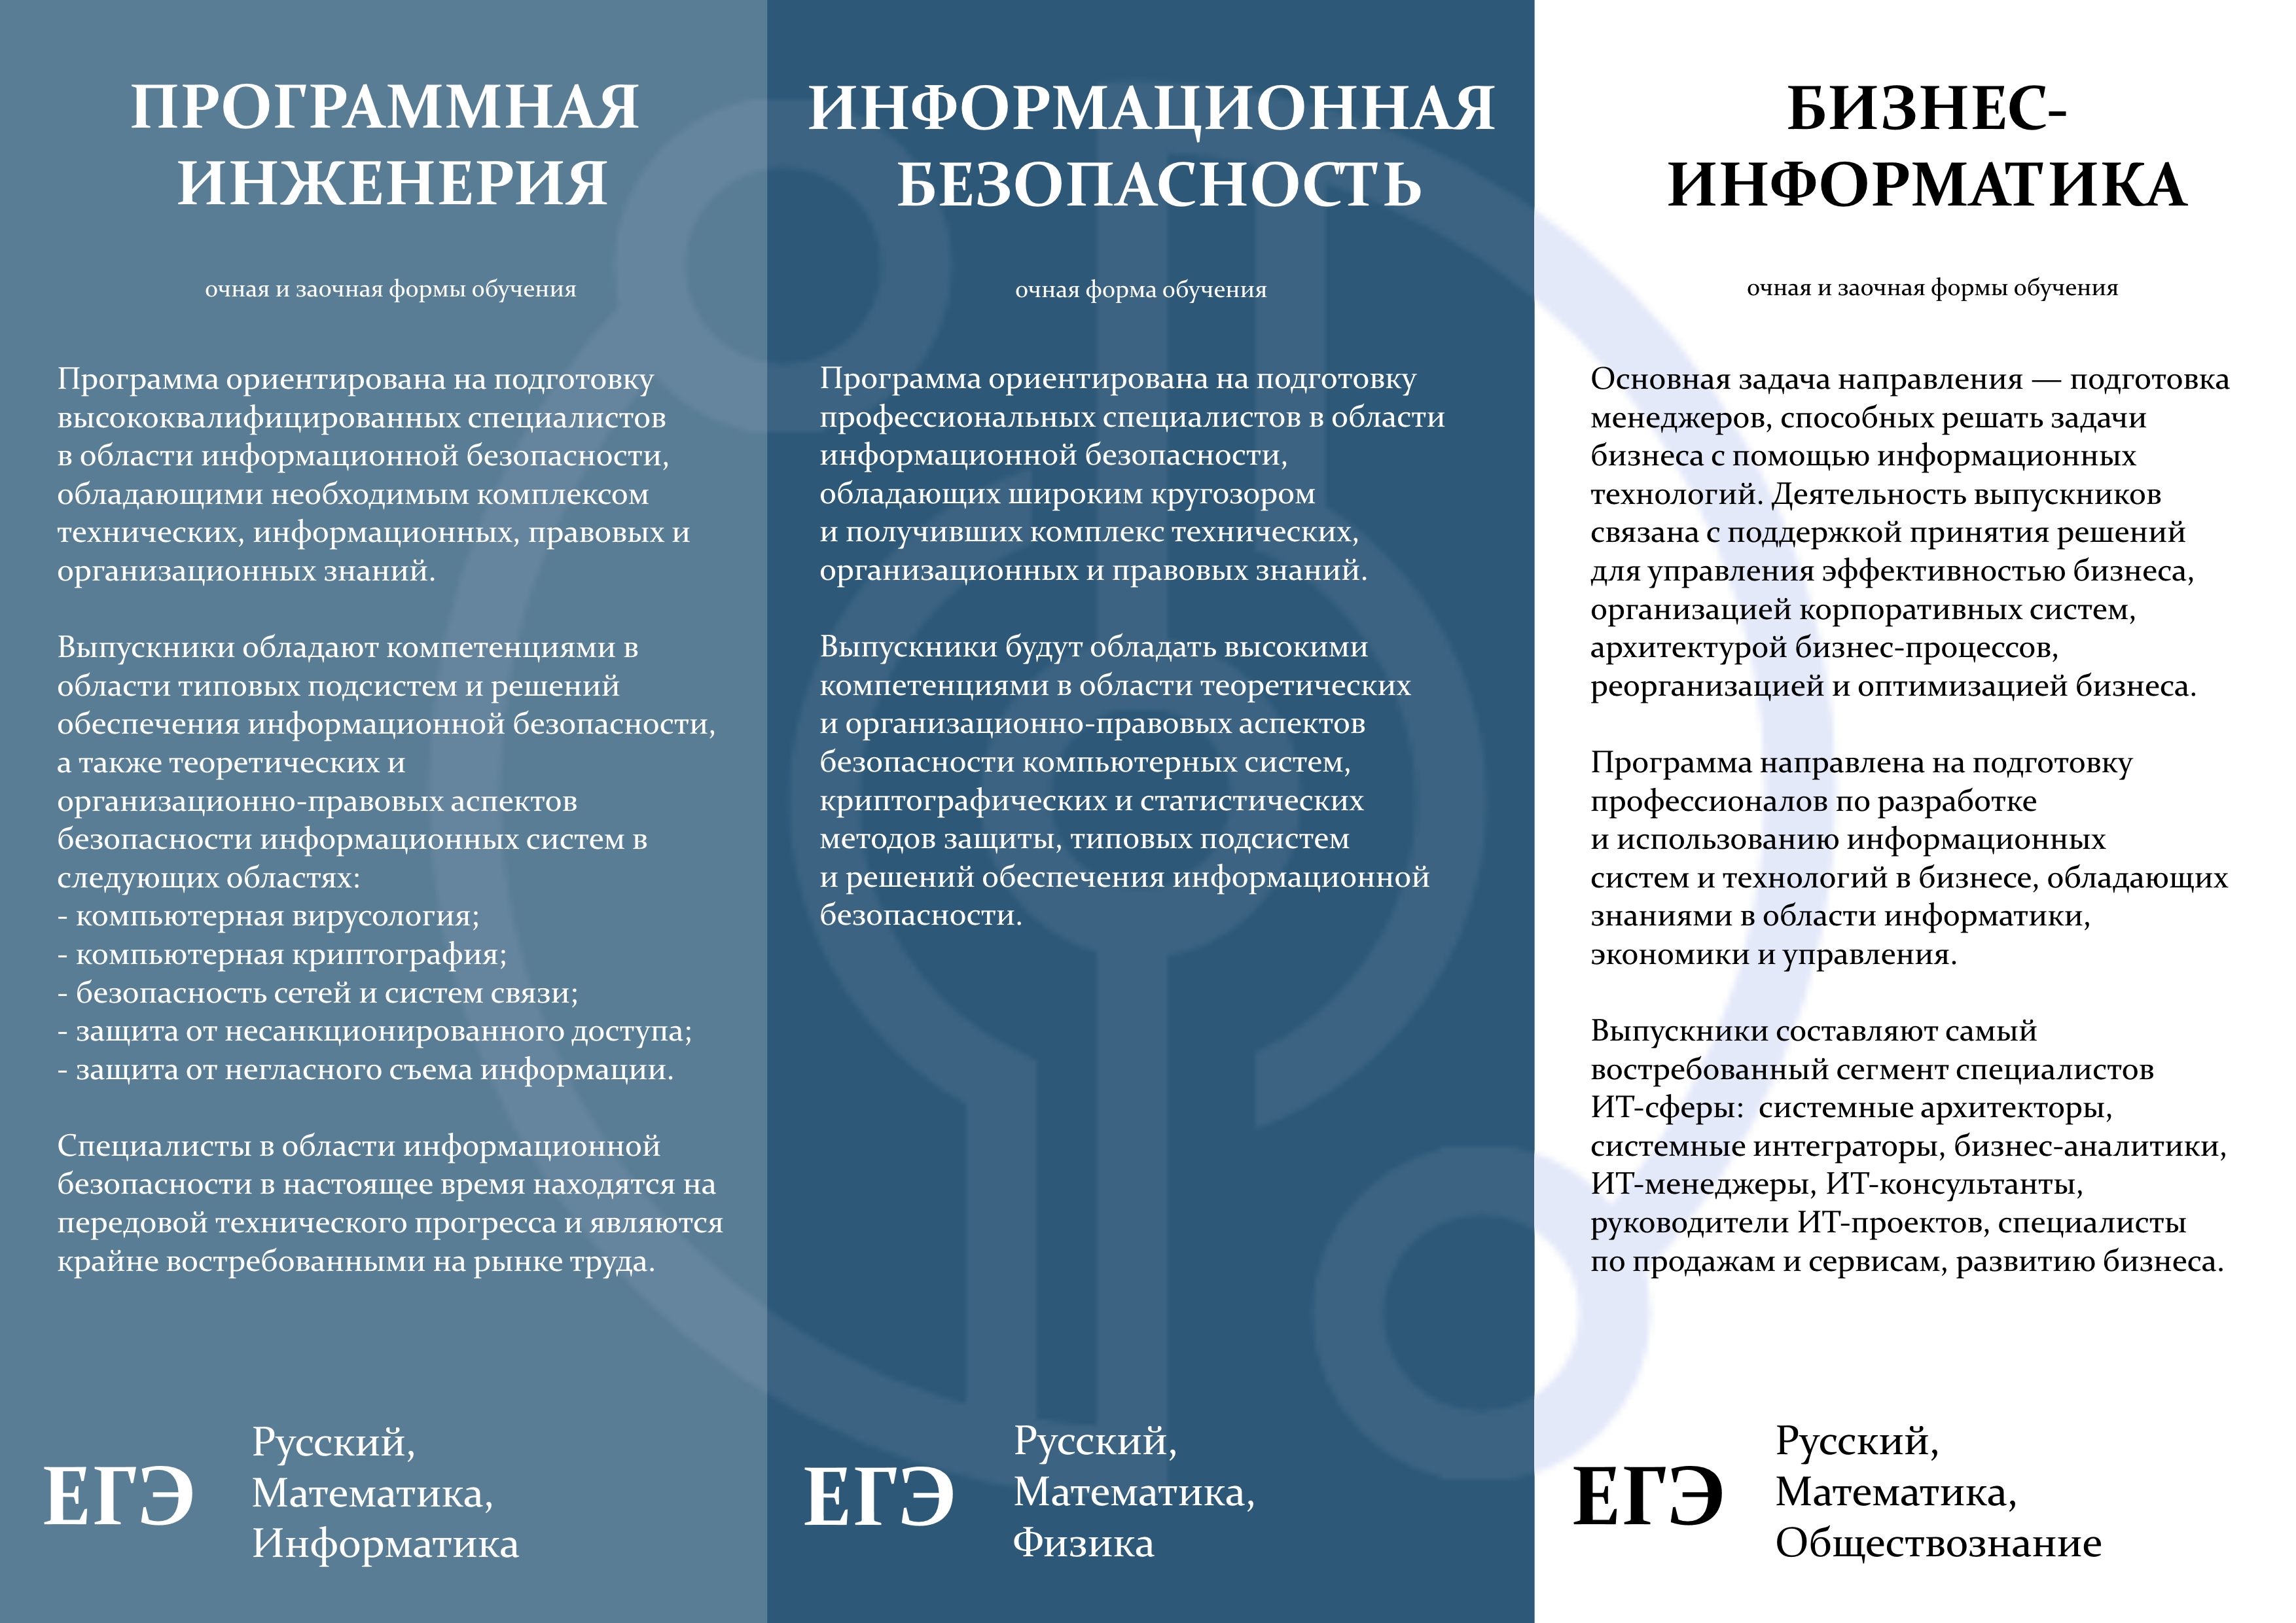 ПРОГРАММНАЯ
ИНЖЕНЕРИЯ
очная и заочная формы обучения
Программа ориентирована на подготовку
высококвалифицированных специалистов
в области информационной безопасности,
обладающими необходимым комплексом
технических, информационных, правовых и
организационных знаний.
Выпускники обладают компетенциями в
области типовых подсистем и решений
обеспечения информационной безопасности,
а также теоретических и
организационно-правовых аспектов
безопасности информационных систем в
следующих областях:
- компьютерная вирусология;
- компьютерная криптография;
- безопасность сетей и систем связи;
- защита от несанкционированного доступа;
- защита от негласного съема информации.
Специалисты в области информационной
безопасности в настоящее время находятся на
передовой технического прогресса и являются
крайне востребованными на рынке труда.
ЕГЭ
Русский,
Математика,
Информатика
ИНФОРМАЦИОННАЯ
БЕЗОПАСНОСТЬ
очная форма обучения
Программа ориентирована на подготовку
профессиональных специалистов в области
информационной безопасности,
обладающих широким кругозором
и получивших комплекс технических,
организационных и правовых знаний.
Выпускники будут обладать высокими
компетенциями в области теоретических
и организационно-правовых аспектов
безопасности компьютерных систем,
криптографических и статистических
методов защиты, типовых подсистем
и решений обеспечения информационной
безопасности.
ЕГЭ
Русский,
Математика,
Физика
БИЗНЕС-
ИНФОРМАТИКА
очная и заочная формы обучения
Основная задача направления — подготовка
менеджеров, способных решать задачи
бизнеса с помощью информационных
технологий. Деятельность выпускников
связана с поддержкой принятия решений
для управления эффективностью бизнеса,
организацией корпоративных систем,
архитектурой бизнес-процессов,
реорганизацией и оптимизацией бизнеса.
Программа направлена на подготовку
профессионалов по разработке
и использованию информационных
систем и технологий в бизнесе, обладающих
знаниями в области информатики,
экономики и управления.
Выпускники составляют самый
востребованный сегмент специалистов
ИТ-сферы:  системные архитекторы,
системные интеграторы, бизнес-аналитики,
ИТ-менеджеры, ИТ-консультанты,
руководители ИТ-проектов, специалисты
по продажам и сервисам, развитию бизнеса.
ЕГЭ
Русский,
Математика,
Обществознание